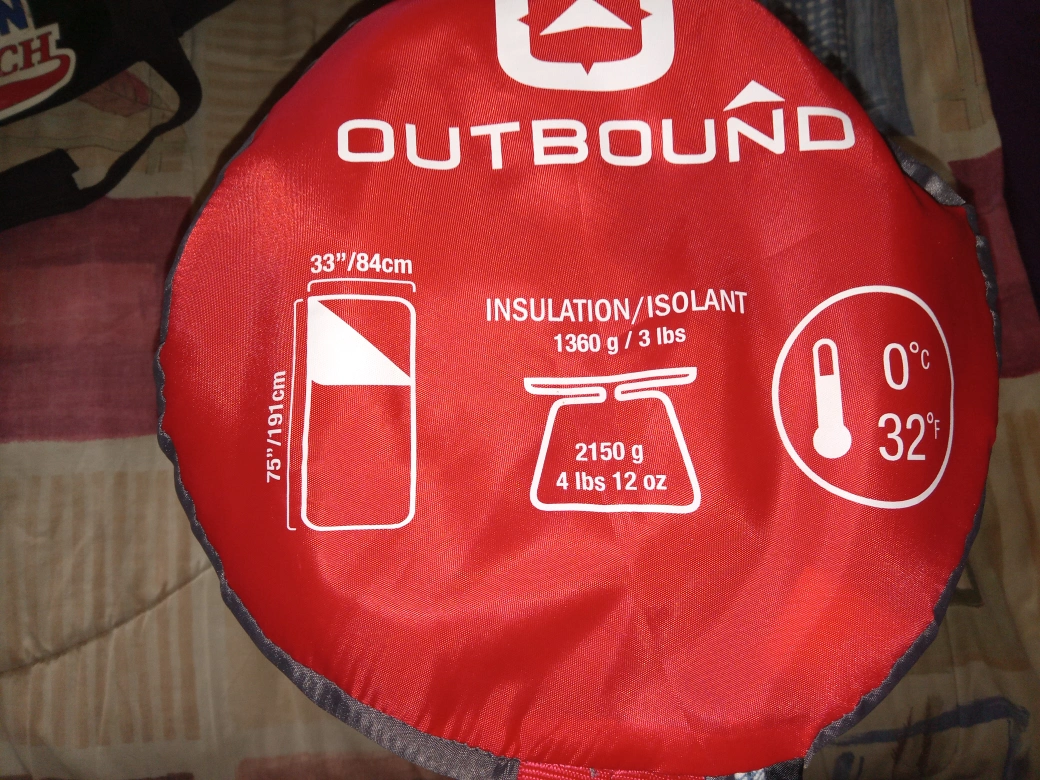 OUTBOUND
33"/84cm
75"/191cm
INSULATION/ISOLANT
1360 g / 3 lbs
2150 g
4 lbs 12 oz
0°C
32°F